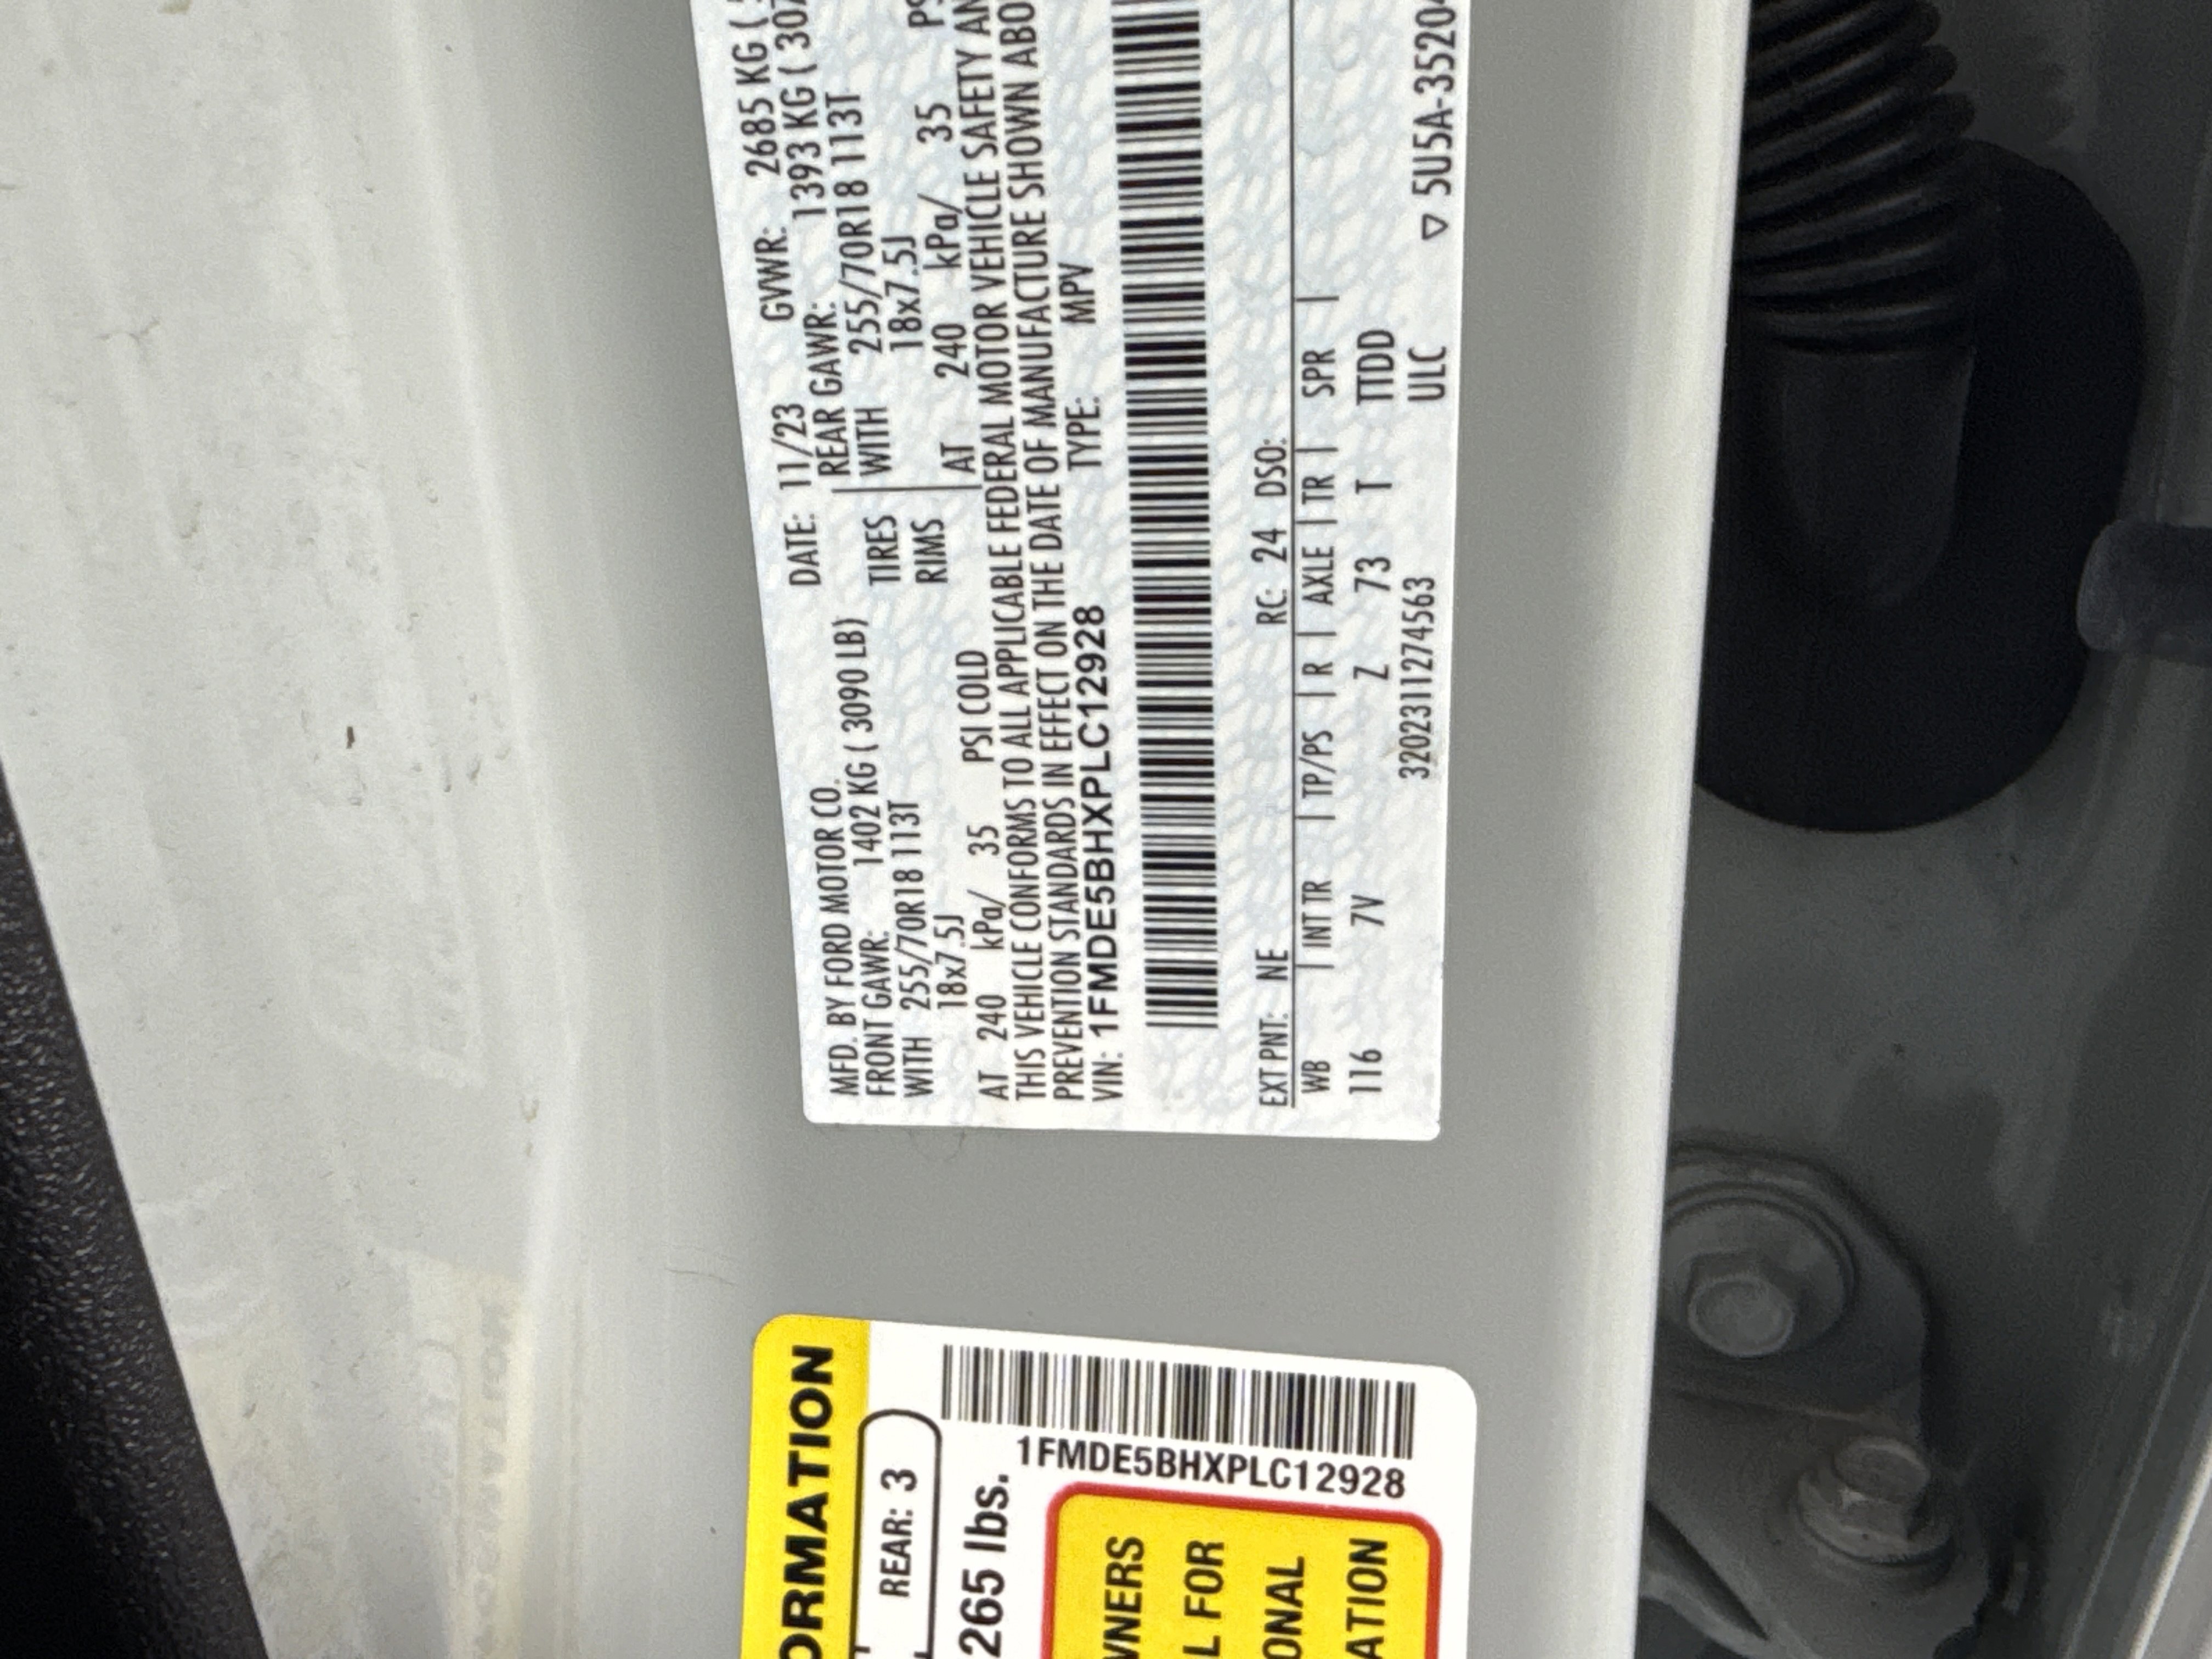 MFD. BY FORD MOTOR CO. DATE: 11/23 GVWR: 2685 KG (
FRONT GAWR: 1402 KG ( 3090 LB) REAR GAWR: 1393 KG ( 307
WITH 255/70R18 113T TIRES WITH 255/70R18 113T
18x7.5J RIMS 18x7.5J
AT 240 kPa/ 35 PSI COLD AT 240 kPa/ 35 PS
THIS VEHICLE CONFORMS TO ALL APPLICABLE FEDERAL MOTOR VEHICLE SAFETY AN
PREVENTION STANDARDS IN EFFECT ON THE DATE OF MANUFACTURE SHOWN ABO
VIN: 1FMDE5BHXPLC12928 TYPE: MPV
EXT PNT: NE RC: 24 DSO:
WB | INT TR | TP/PS | R | AXLE | TR | SPR |
116 7V Z 73 T TTDD
3202311274563 ULC ▽ 5U5A-3520
ORMATION
REAR: 3
265 lbs.
1FMDE5BHXPLC12928
WNERS
L FOR
ONAL
ATION